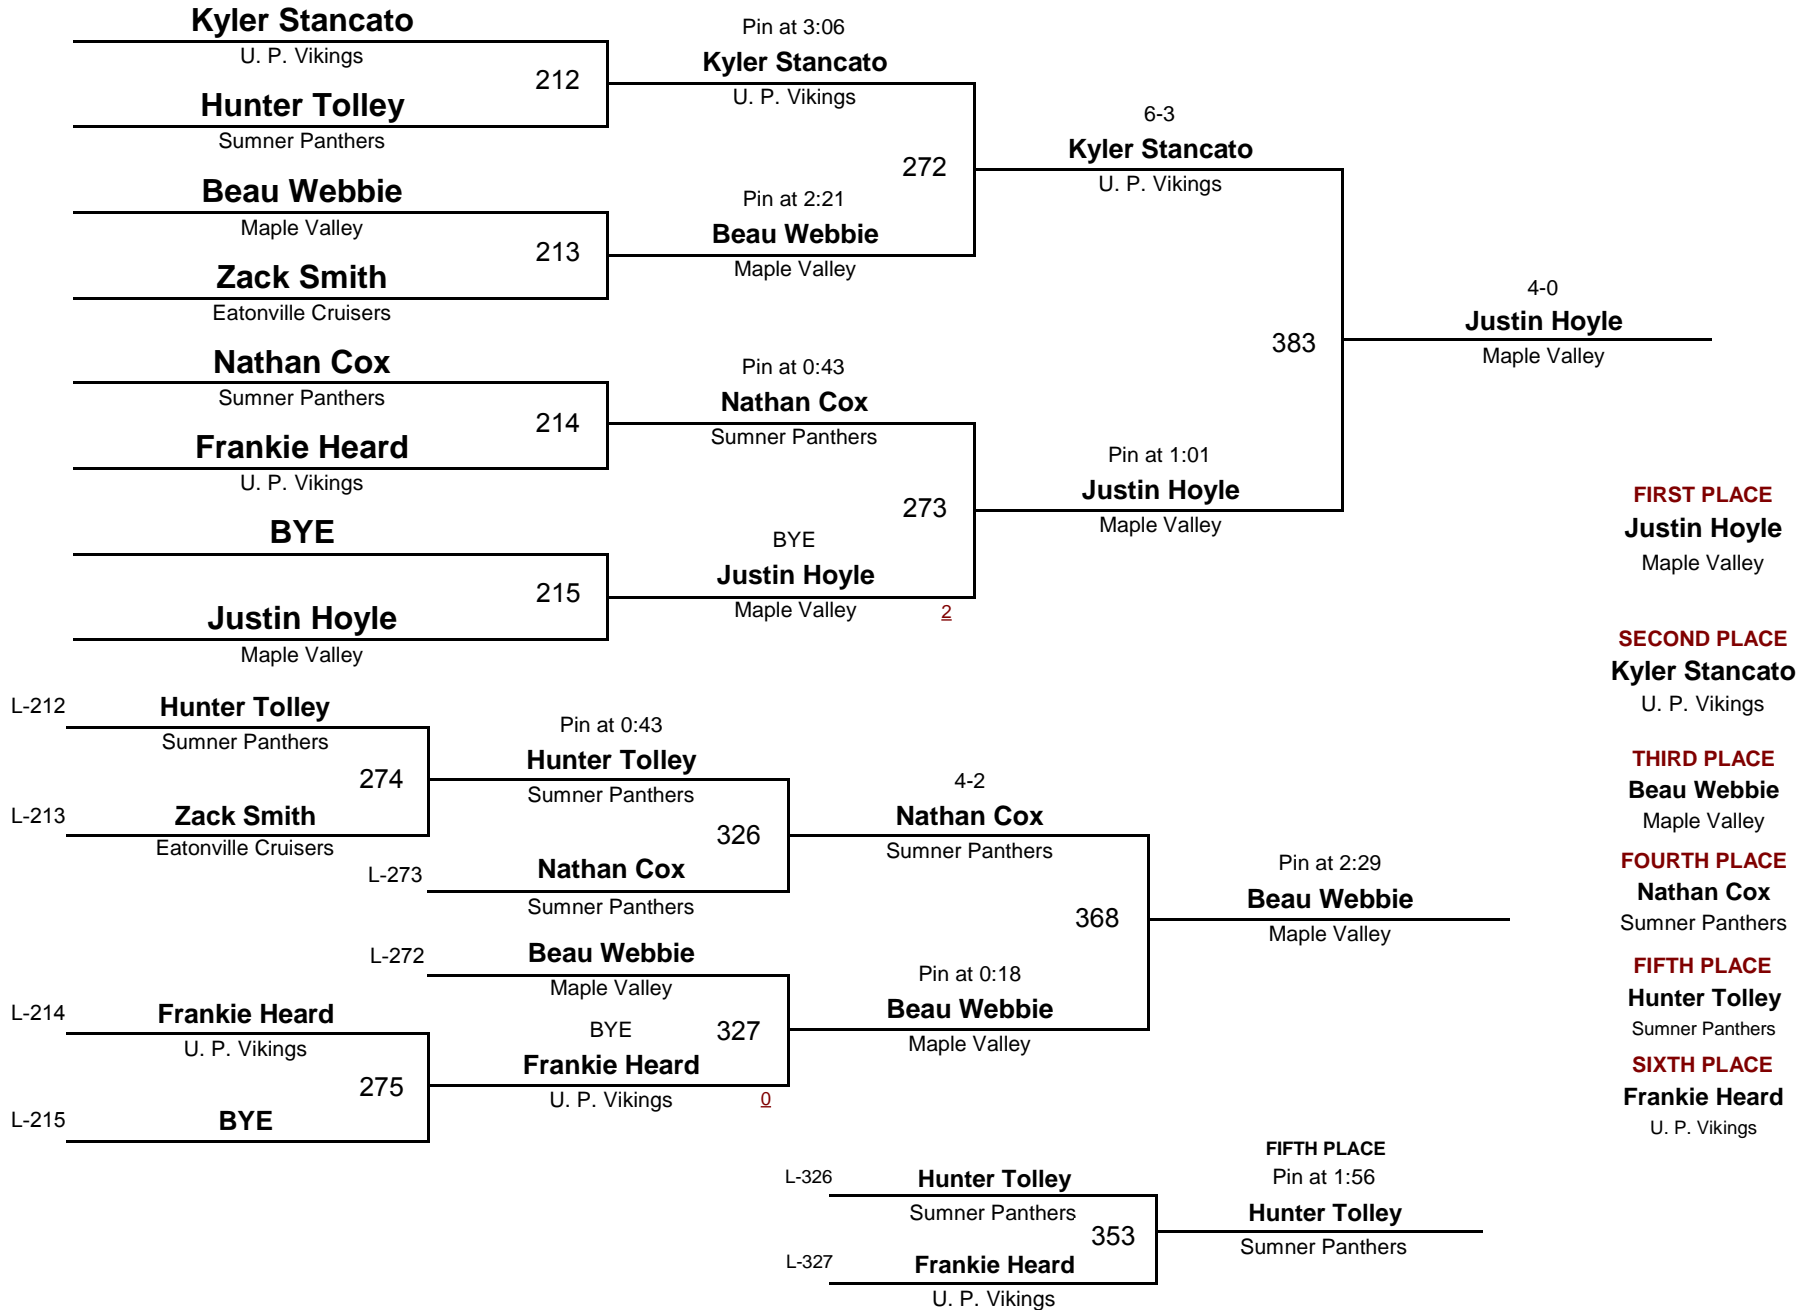 Kyler Stancato
U. P. Vikings
212
Hunter Tolley
Sumner Panthers
Beau Webbie
Maple Valley
213
Zack Smith
Eatonville Cruisers
Nathan Cox
Sumner Panthers
214
Frankie Heard
U. P. Vikings
BYE
215
Justin Hoyle
Maple Valley
Pin at 3:06
Kyler Stancato
U. P. Vikings
272
Pin at 2:21
Beau Webbie
Maple Valley
Pin at 0:43
Nathan Cox
Sumner Panthers
273
BYE
Justin Hoyle
Maple Valley
2
6-3
Kyler Stancato
U. P. Vikings
383
Pin at 1:01
Justin Hoyle
Maple Valley
4-0
Justin Hoyle
Maple Valley
L-212
Hunter Tolley
Sumner Panthers
274
L-213
Zack Smith
Eatonville Cruisers
Pin at 0:43
Hunter Tolley
Sumner Panthers
326
L-273
Nathan Cox
Sumner Panthers
L-272
Beau Webbie
Maple Valley
327
L-214
Frankie Heard
U. P. Vikings
275
L-215
BYE
BYE
Frankie Heard
U. P. Vikings
0
4-2
Nathan Cox
Sumner Panthers
368
Pin at 0:18
Beau Webbie
Maple Valley
Pin at 2:29
Beau Webbie
Maple Valley
L-326
Hunter Tolley
Sumner Panthers
353
L-327
Frankie Heard
U. P. Vikings
FIFTH PLACE
Pin at 1:56
Hunter Tolley
Sumner Panthers
FIRST PLACE
Justin Hoyle
Maple Valley
SECOND PLACE
Kyler Stancato
U. P. Vikings
THIRD PLACE
Beau Webbie
Maple Valley
FOURTH PLACE
Nathan Cox
Sumner Panthers
FIFTH PLACE
Hunter Tolley
Sumner Panthers
SIXTH PLACE
Frankie Heard
U. P. Vikings